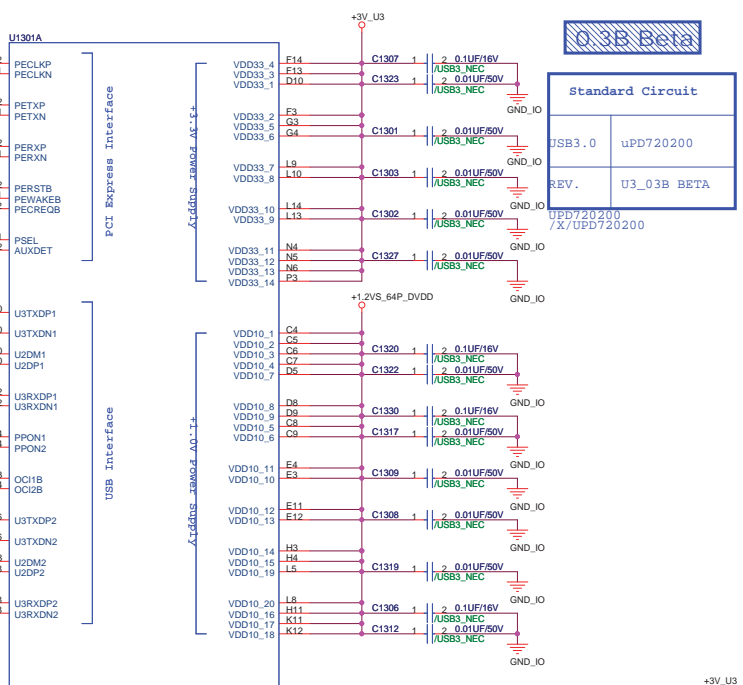 +3V_U3
0.3B Beta
U1301A
PECLKP
PECLKN
PETXP
PETXN
PERXP
PERXN
PERSTB
PEWAKEB
PECREQB
PSEL
AUXDET
PCI Express Interface
+3.3V Power Supply
VDD33_4 F14
VDD33_3 F13
VDD33_1 D10
VDD33_2 F3
VDD33_5 G3
VDD33_6 G4
VDD33_7 L9
VDD33_8 L10
VDD33_10 L14
VDD33_9 L13
VDD33_11 N4
VDD33_12 N5
VDD33_13 N6
VDD33_14 P3
C1307 1 2 0.1UF/16V
/USB3_NEC
C1323 1 2 0.01UF/50V
/USB3_NEC
GND_IO
C1301 1 2 0.01UF/50V
/USB3_NEC
GND_IO
C1303 1 2 0.01UF/50V
/USB3_NEC
GND_IO
C1302 1 2 0.01UF/50V
/USB3_NEC
GND_IO
C1327 1 2 0.01UF/50V
/USB3_NEC
GND_IO
Standard Circuit
USB3.0 uPD720200
REV. U3_03B BETA
UPD720200
/X/UPD720200
+1.2VS_64P_DVDD
U3TXDP1
U3TXDN1
U2DM1
U2DP1
U3RXDP1
U3RXDN1
PPON1
PPON2
OCI1B
OCI2B
U3TXDP2
U3TXDN2
U2DM2
U2DP2
U3RXDP2
U3RXDN2
USB Interface
+1.0V Power Supply
VDD10_1 C4
VDD10_2 C5
VDD10_3 C6
VDD10_4 C7
VDD10_7 D5
VDD10_8 D8
VDD10_9 D9
VDD10_5 C8
VDD10_6 C9
VDD10_11 E4
VDD10_10 E3
VDD10_12 E11
VDD10_13 E12
VDD10_14 H3
VDD10_15 H4
VDD10_19 L5
VDD10_20 L8
VDD10_16 H11
VDD10_17 K11
VDD10_18 K12
C1320 1 2 0.1UF/16V
/USB3_NEC
C1322 1 2 0.01UF/50V
/USB3_NEC
GND_IO
C1330 1 2 0.1UF/16V
/USB3_NEC
C1317 1 2 0.01UF/50V
/USB3_NEC
GND_IO
C1309 1 2 0.01UF/50V
/USB3_NEC
GND_IO
C1308 1 2 0.01UF/50V
/USB3_NEC
GND_IO
C1319 1 2 0.01UF/50V
/USB3_NEC
GND_IO
C1306 1 2 0.1UF/16V
/USB3_NEC
C1312 1 2 0.01UF/50V
/USB3_NEC
GND_IO
+3V_U3